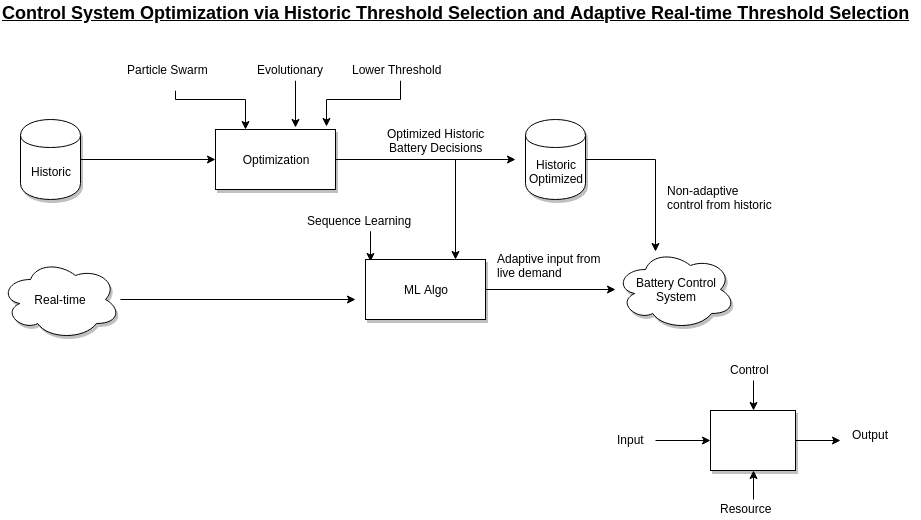 Control System Optimization via Historic Threshold Selection and Adaptive Real-time Threshold Selection
Particle Swarm
Evolutionary
Lower Threshold
Historic
Optimization
Optimized Historic
Battery Decisions
Historic
Optimized
Non-adaptive
control from historic
Sequence Learning
Real-time
ML Algo
Adaptive input from
live demand
Battery Control
System
Control
Input
Output
Resource